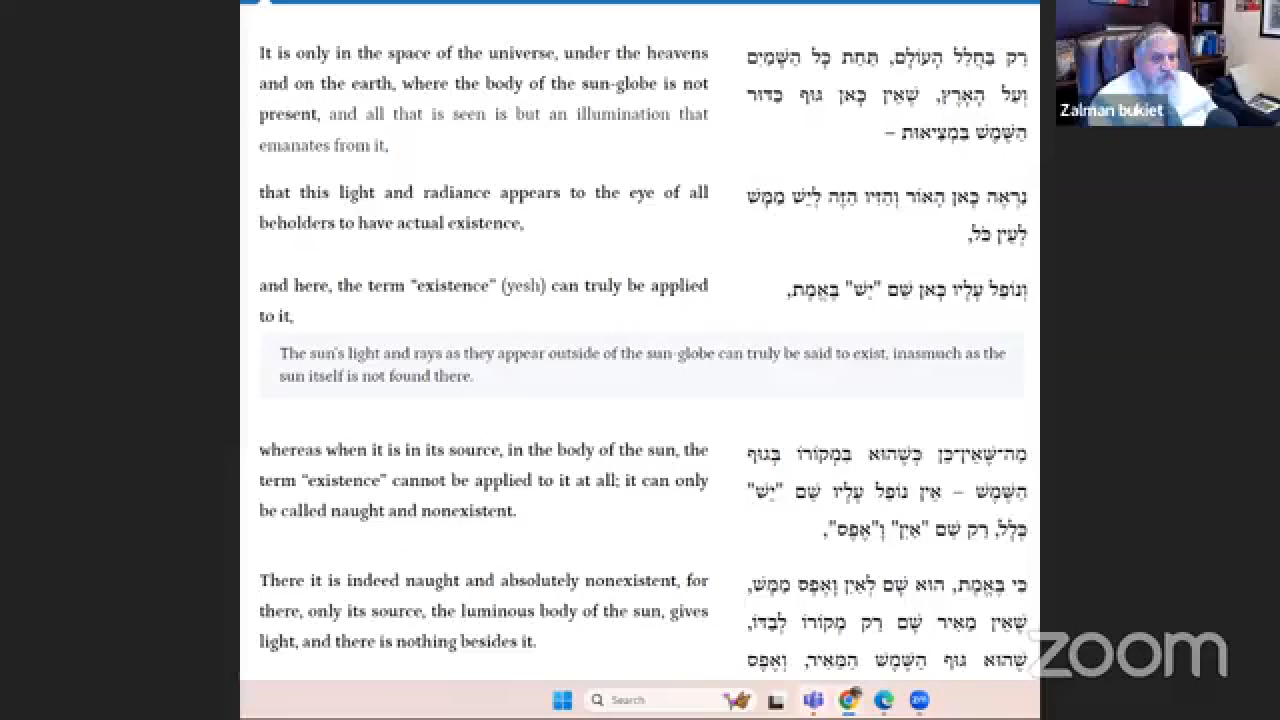 It is only in the space of the universe, under the heavens
and on the earth, where the body of the sun-globe is not
present, and all that is seen is but an illumination that
emanates from it,
רַק בַּחֲלַל הָעוֹלָם, תַּחַת כָּל הַשָּׁמַיִם
וְעַל הָאָרֶץ, שֶׁאֵין כָּאן גּוּף כַּדּוּר
הַשֶּׁמֶשׁ בִּמְצִיאוּת –
that this light and radiance appears to the eye of all
beholders to have actual existence,
נִרְאֶה כָּאן הָאוֹר וְהַזִּיו הַזֶּה לְיֵשׁ מַמָּשׁ
לְעֵין כֹּל,
and here, the term “existence” (yesh) can truly be applied
to it,
וְנוֹפֵל עָלָיו כָּאן שֵׁם "יֵשׁ" בֶּאֱמֶת,
The sun's light and rays as they appear outside of the sun-globe can truly be said to exist, inasmuch as the
sun itself is not found there.
whereas when it is in its source, in the body of the sun, the
term “existence” cannot be applied to it at all; it can only
be called naught and nonexistent.
מַה־שֶּׁאֵין־כֵּן כְּשֶׁהוּא בִּמְקוֹרוֹ בְּגוּף
הַשֶּׁמֶשׁ – אֵין נוֹפֵל עָלָיו שֵׁם "יֵשׁ"
כְּלָל, רַק שֵׁם "אַיִן" וְ"אֶפֶס",
There it is indeed naught and absolutely nonexistent, for
there, only its source, the luminous body of the sun, gives
light, and there is nothing besides it.
כִּי בֶּאֱמֶת, הוּא שָׁם לְאַיִן וָאֶפֶס מַמָּשׁ,
שֶׁאֵין מֵאִיר שָׁם רַק מְקוֹרוֹ לְבַדּוֹ,
שֶׁהוּא גּוּף הַשֶּׁמֶשׁ הַמֵּאִיר, וְאֶפֶס
Zalman bukiet
zoom
Search